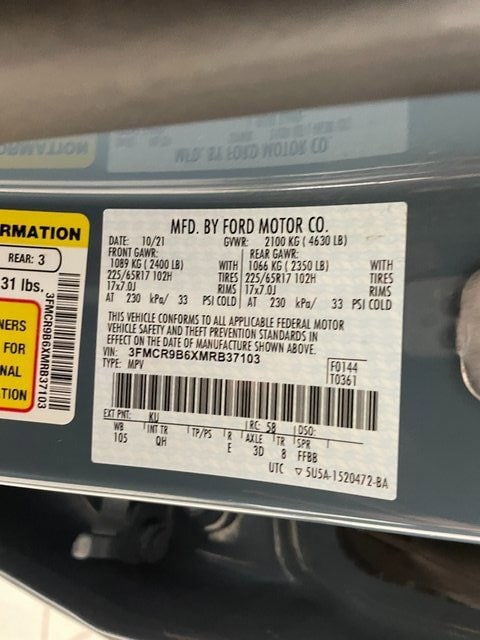 MFD. BY FORD MOTOR CO.
DATE: 10/21 GVWR: 2100 KG ( 4630 LB)
FRONT GAWR: REAR GAWR:
1089 KG ( 2400 LB) WITH 1066 KG ( 2350 LB) WITH
225/65R17 102H TIRES 225/65R17 102H TIRES
17x7.0J RIMS 17x7.0J RIMS
AT 230 kPa/ 33 PSI COLD AT 230 kPa/ 33 PSI COLD
THIS VEHICLE CONFORMS TO ALL APPLICABLE FEDERAL MOTOR
VEHICLE SAFETY AND THEFT PREVENTION STANDARDS IN
EFFECT ON THE DATE OF MANUFACTURE SHOWN ABOVE.
VIN: 3FMCR9B6XMRB37103
TYPE: MPV
F0144
T0361
EXT PNT: KU RC: 58 DSO:
WB INT TR TP/PS R AXLE TR SPR
105 QH E 3D 8 FFBB
UTC ▽ 5U5A-1520472-BA
RMATION
REAR: 3
31 lbs.
NERS
FOR
NAL
TION
3FMCR9B6XMRB37103